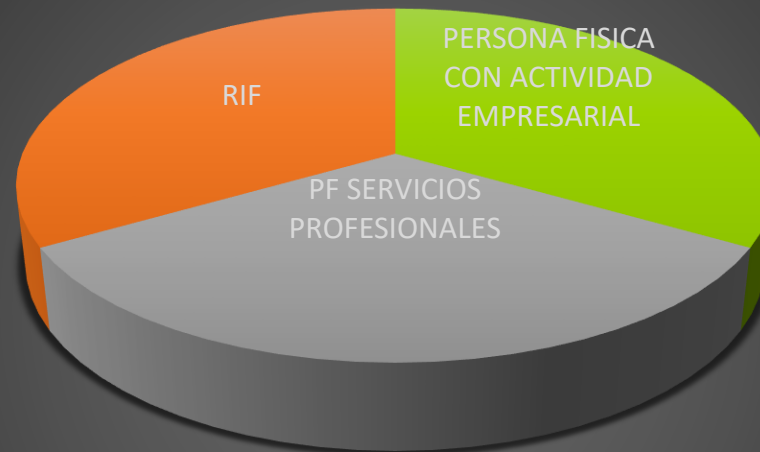 PERSONA FISICA
CON ACTIVIDAD
EMPRESARIAL
RIF
PF SERVICIOS
PROFESIONALES